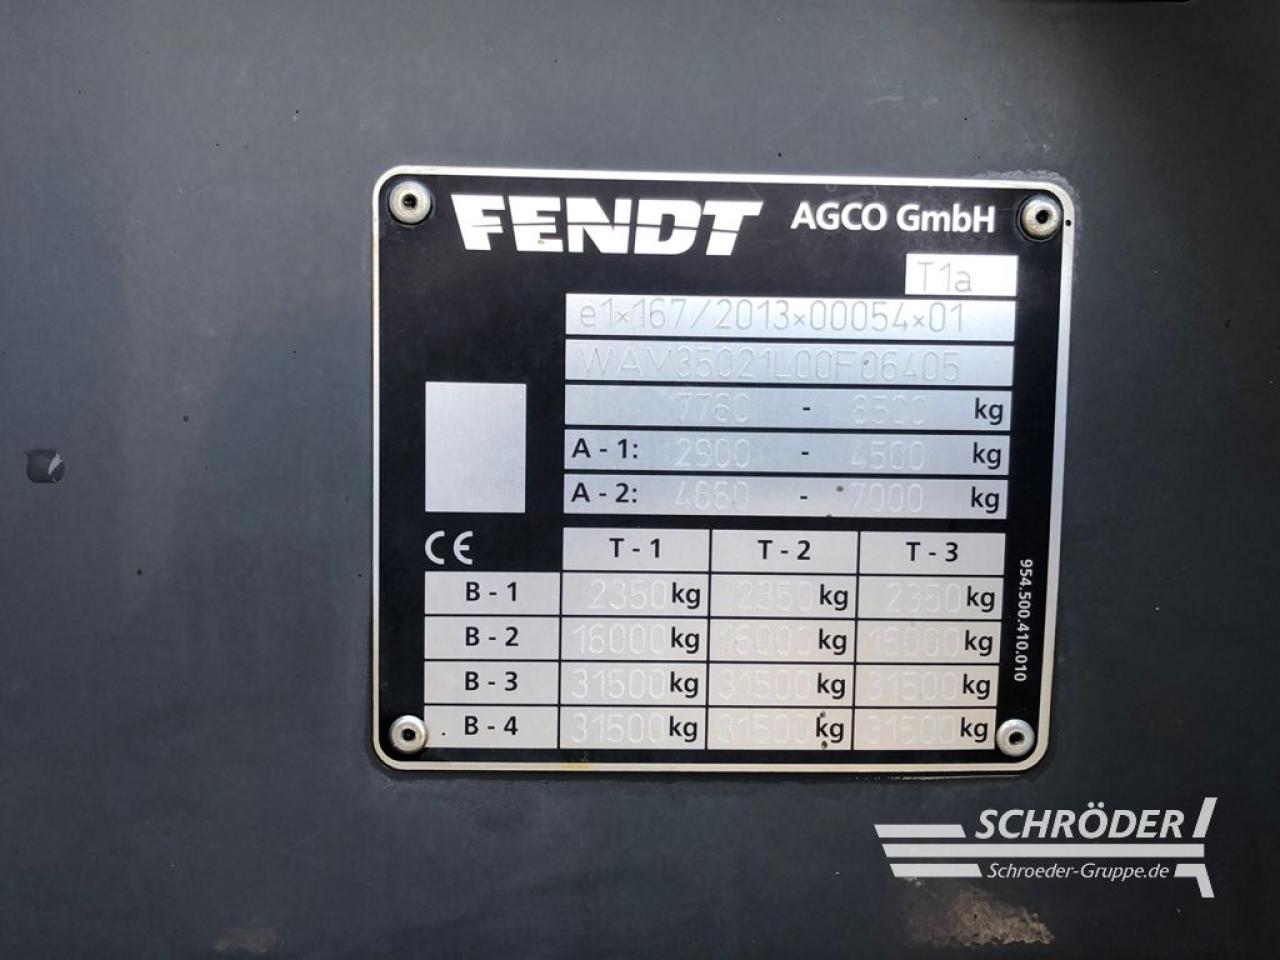 FENDT AGCO GmbH
T1a
e1*167/2013*00054*01
WAM35021L00F06405
7760 - 8500 kg
A - 1: 2900 - 4500 kg
A - 2: 4860 - 7000 kg
CE T - 1 T - 2 T - 3
B - 1 2350 kg 2350 kg 2350 kg
B - 2 16000 kg 16000 kg 16000 kg
B - 3 31500 kg 31500 kg 31500 kg
B - 4 31500 kg 31500 kg 31500 kg
954.500.410.010
SCHRÖDER
Schroeder-Gruppe.de